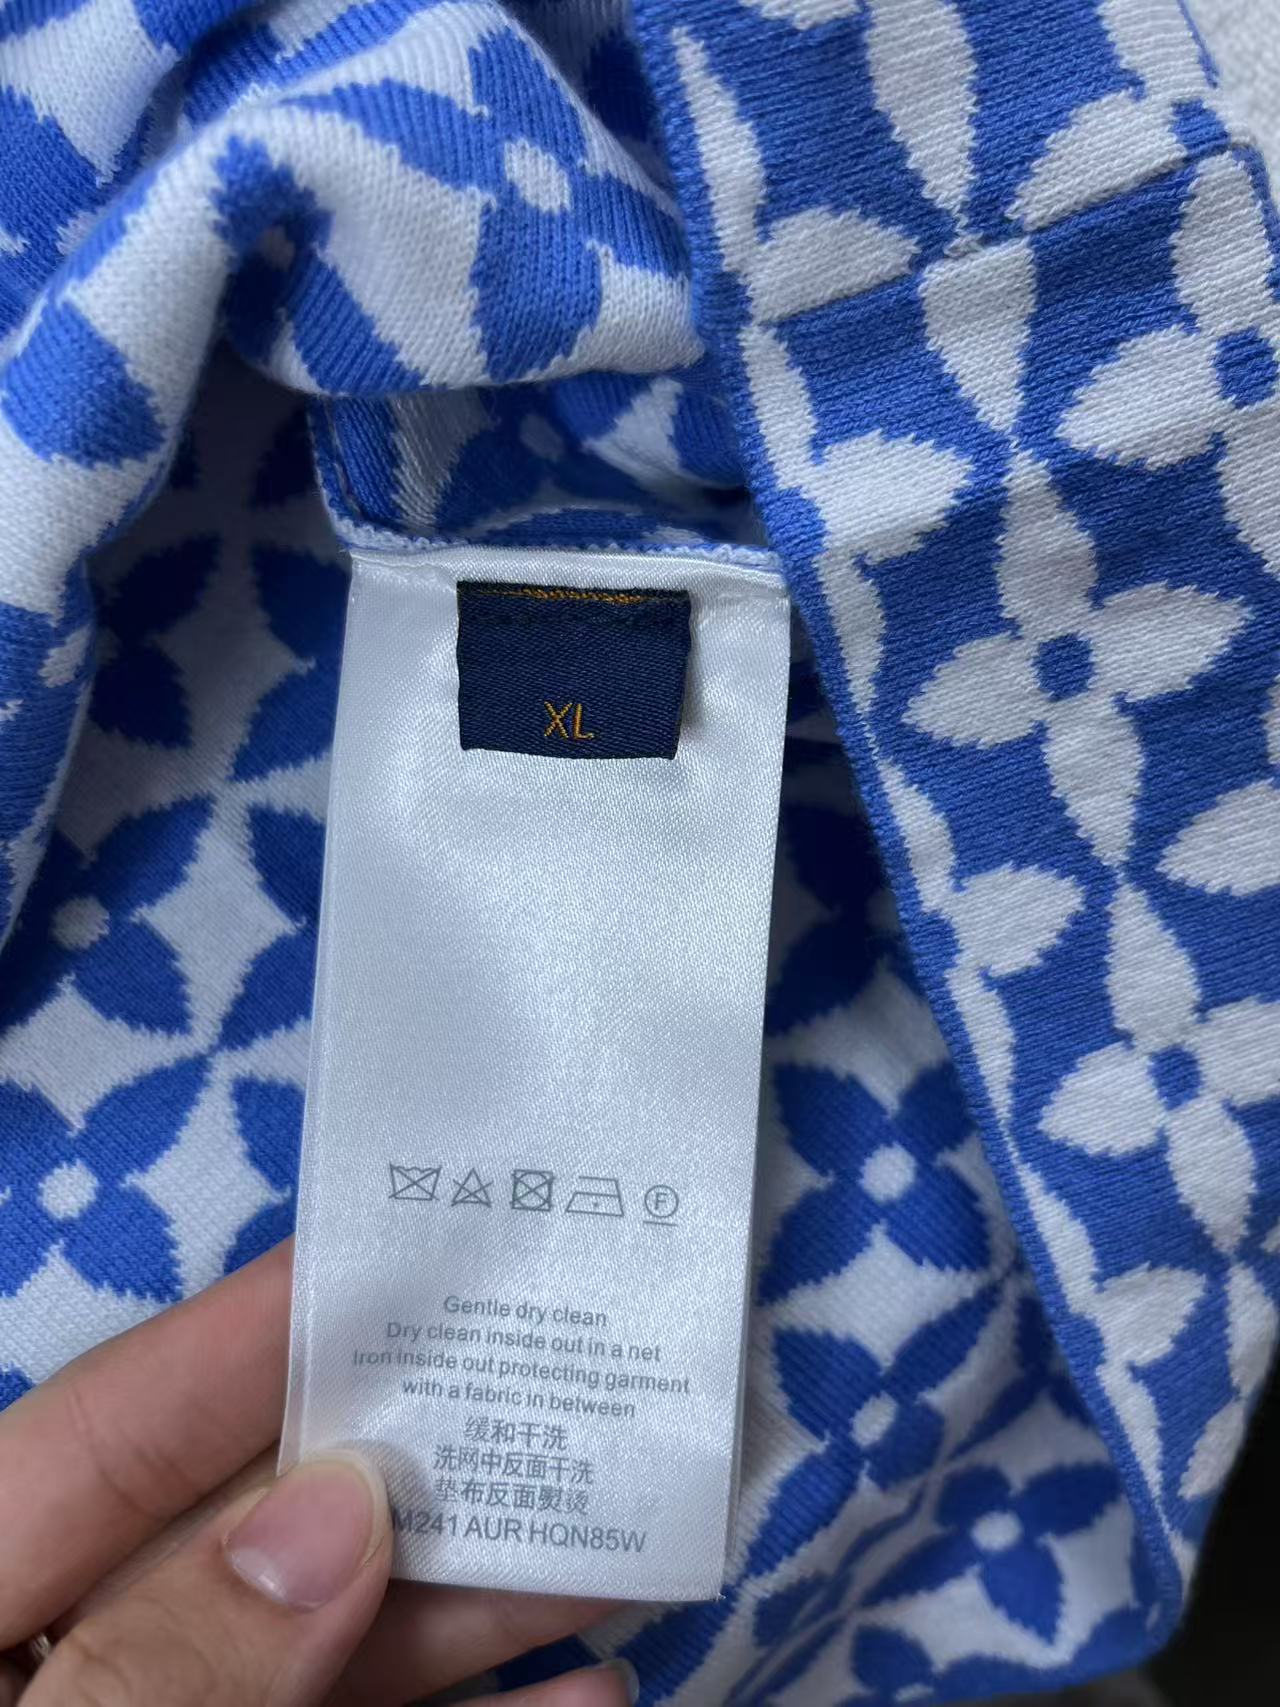 XL
F
Gentle dry clean
Dry clean inside out in a net
Iron inside out protecting garment
with a fabric in between
缓和干洗
洗网中反面干洗
垫布反面熨烫
M241 AUR HQN85W